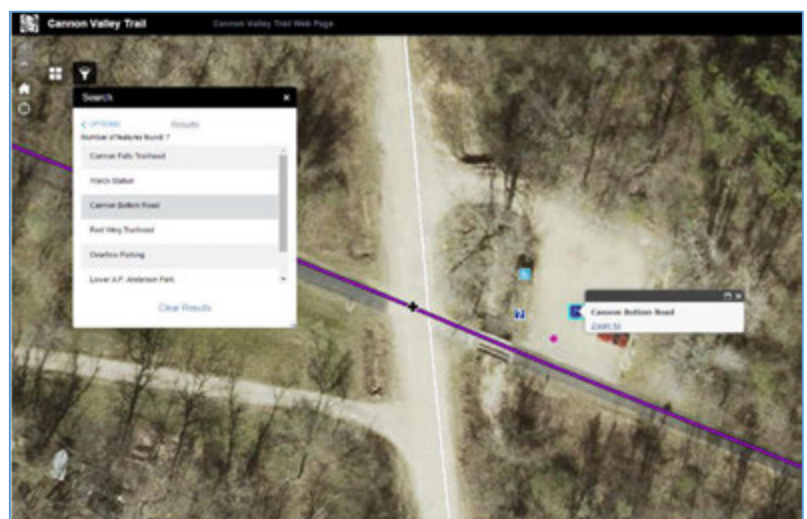 Cannon Valley Trail
Cannon Valley Trail Web Page
Search
OPTIONS
Results
Number of features found: 7
Cannon Falls Trailhead
Welch Station
Cannon Bottom Road
Red Wing Trailhead
Overflow Parking
Lower A.P. Anderson Park
Clear Results
Cannon Bottom Road
Zoom to
?